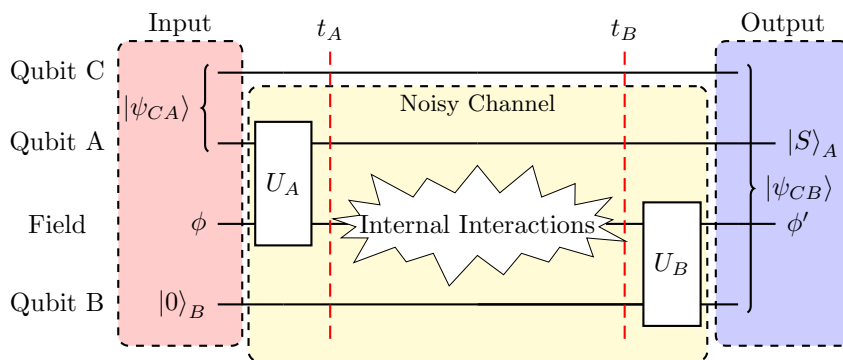 Input
t_A
t_B
Output
Qubit C
|ψ_CA⟩
Noisy Channel
Qubit A
|S⟩_A
U_A
|ψ_CB⟩
Field
ϕ
Internal Interactions
ϕ′
U_B
Qubit B
|0⟩_B